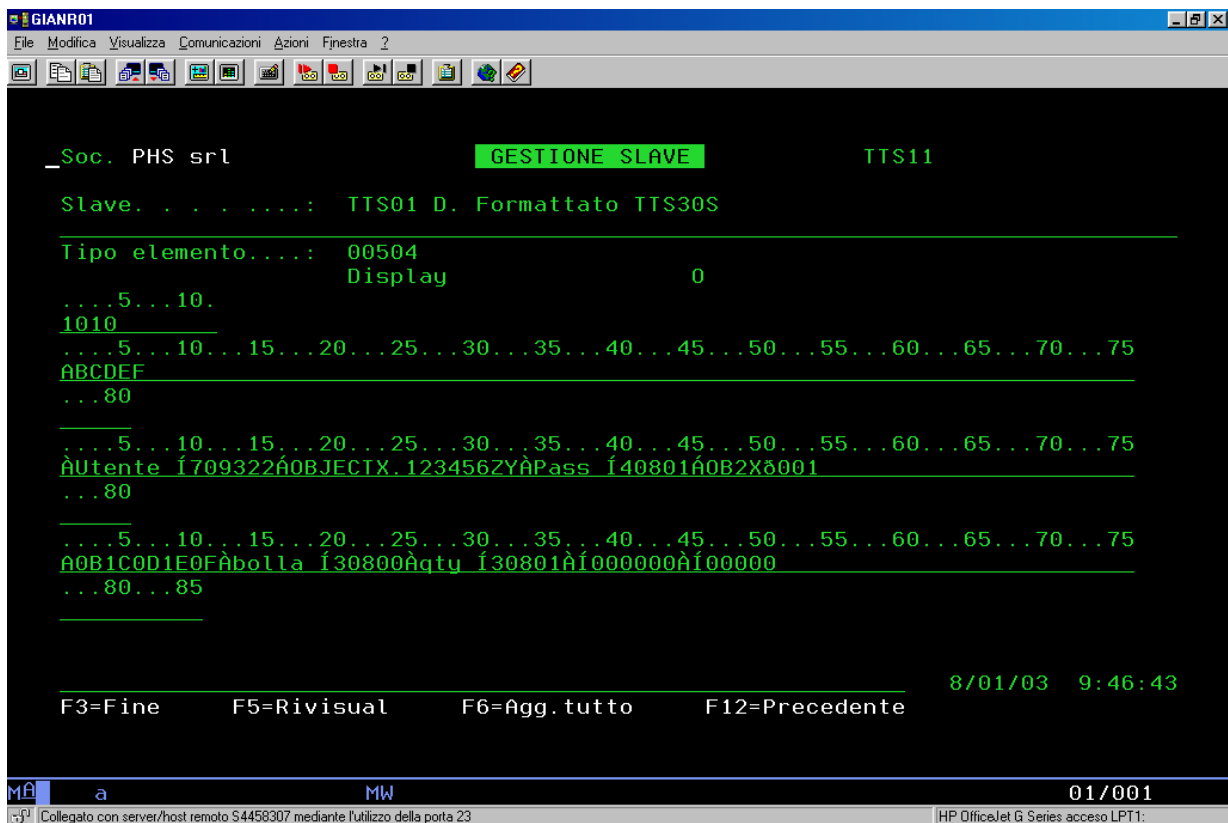 GIANR01
File Modifica Visualizza Comunicazioni Azioni Finestra ?
_Soc. PHS srl GESTIONE SLAVE TTS11
Slave. . . . ....: TTS01 D. Formattato TTS30S
Tipo elemento....: 00504
Display O
....5...10.
1010
....5...10...15...20...25...30...35...40...45...50...55...60...65...70...75
ABCDEF
...80
....5...10...15...20...25...30...35...40...45...50...55...60...65...70...75
ÀUtente Í709322ÁOBJECTX.123456ZYÀPass Í40801ÁOB2Xð001
...80
....5...10...15...20...25...30...35...40...45...50...55...60...65...70...75
A0B1C0D1E0FÀbolla Í30800Àqty Í30801ÀÍ000000ÀÍ00000
...80...85
8/01/03 9:46:43
F3=Fine F5=Rivisual F6=Agg.tutto F12=Precedente
MA a MW 01/001
Collegato con server/host remoto S4458307 mediante l'utilizzo della porta 23 HP OfficeJet G Series acceso LPT1: